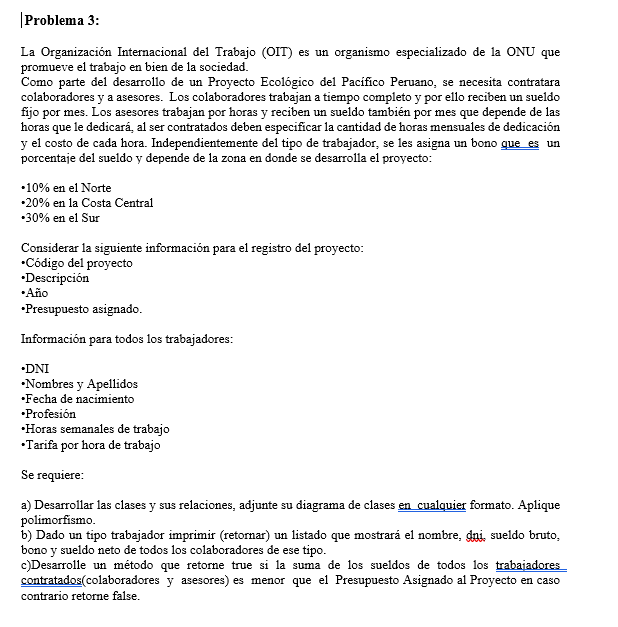 Problema 3:
La Organización Internacional del Trabajo (OIT) es un organismo especializado de la ONU que
promueve el trabajo en bien de la sociedad.
Como parte del desarrollo de un Proyecto Ecológico del Pacífico Peruano, se necesita contratara
colaboradores y a asesores. Los colaboradores trabajan a tiempo completo y por ello reciben un sueldo
fijo por mes. Los asesores trabajan por horas y reciben un sueldo también por mes que depende de las
horas que le dedicará, al ser contratados deben especificar la cantidad de horas mensuales de dedicación
y el costo de cada hora. Independientemente del tipo de trabajador, se les asigna un bono que es un
porcentaje del sueldo y depende de la zona en donde se desarrolla el proyecto:
•10% en el Norte
•20% en la Costa Central
•30% en el Sur
Considerar la siguiente información para el registro del proyecto:
•Código del proyecto
•Descripción
•Año
•Presupuesto asignado.
Información para todos los trabajadores:
•DNI
•Nombres y Apellidos
•Fecha de nacimiento
•Profesión
•Horas semanales de trabajo
•Tarifa por hora de trabajo
Se requiere:
a) Desarrollar las clases y sus relaciones, adjunte su diagrama de clases en cualquier formato. Aplique
polimorfismo.
b) Dado un tipo trabajador imprimir (retornar) un listado que mostrará el nombre, dni, sueldo bruto,
bono y sueldo neto de todos los colaboradores de ese tipo.
c)Desarrolle un método que retorne true si la suma de los sueldos de todos los trabajadores
contratados(colaboradores y asesores) es menor que el Presupuesto Asignado al Proyecto en caso
contrario retorne false.